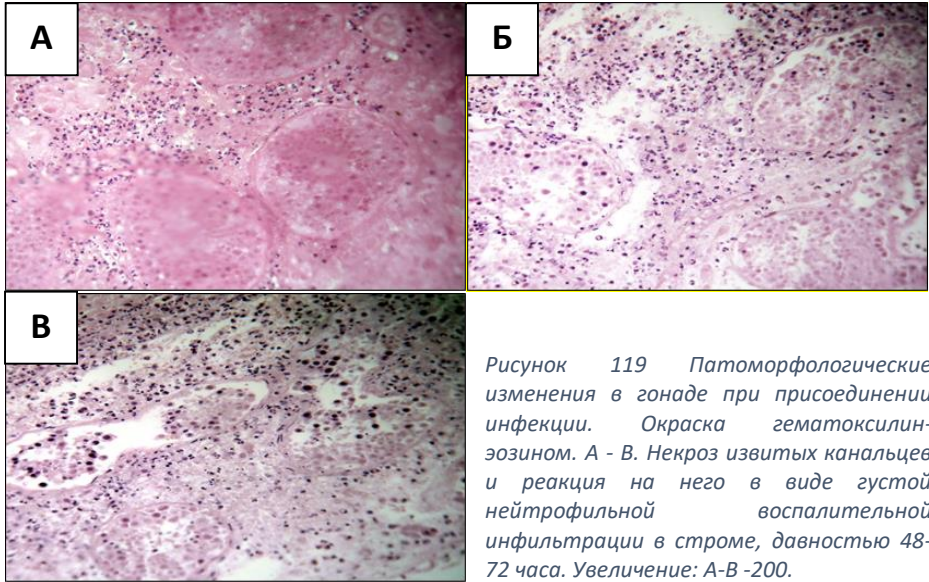 А
Б
В
Рисунок 119 Патоморфологические
изменения в гонаде при присоединении
инфекции. Окраска гематоксилин-
эозином. А - В. Некроз извитых канальцев
и реакция на него в виде густой
нейтрофильной воспалительной
инфильтрации в строме, давностью 48-
72 часа. Увеличение: А-В -200.